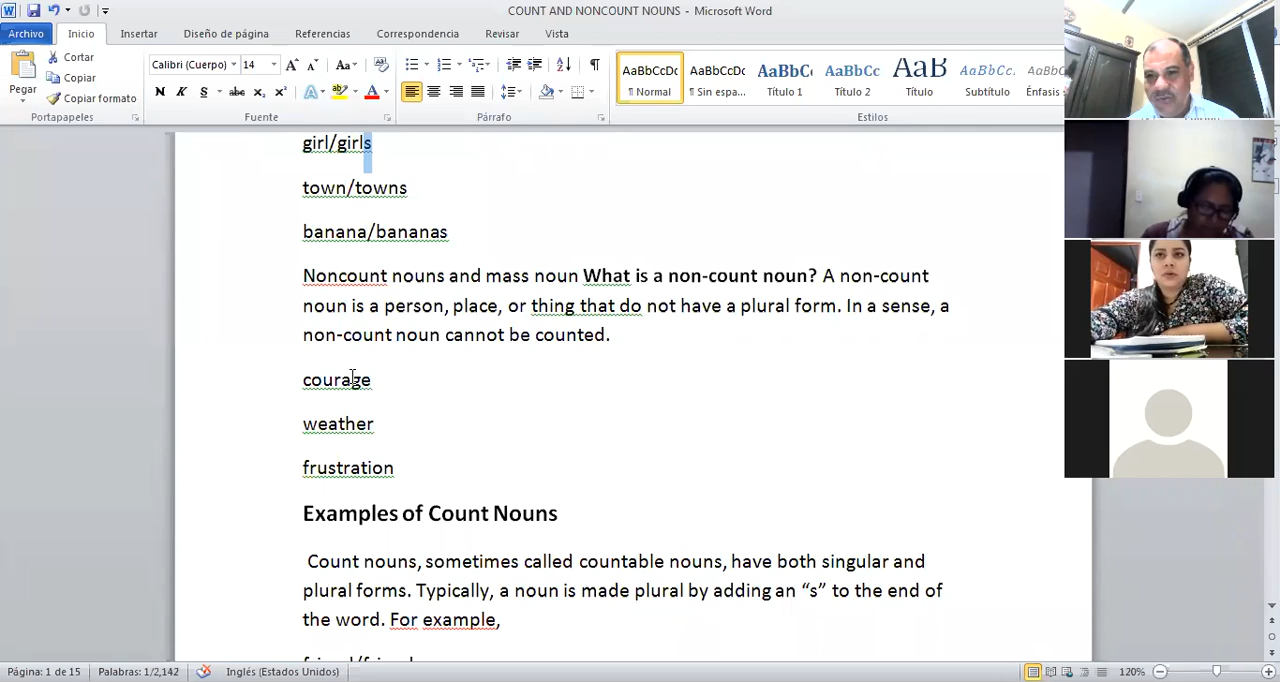 COUNT AND NONCOUNT NOUNS - Microsoft Word
Archivo Inicio Insertar Diseño de página Referencias Correspondencia Revisar Vista
Pegar
Cortar
Copiar
Copiar formato
Portapapeles
Calibri (Cuerpo) 14
Fuente
Párrafo
AaBbCcDc AaBbCcDc AaBbC AaBbCc AaB AaBbCc. AaBbCcDc
Normal Sin espa... Título 1 Título 2 Título Subtítulo Énfasis
Estilos
girl/girls
town/towns
banana/bananas
Noncount nouns and mass noun What is a non-count noun? A non-count
noun is a person, place, or thing that do not have a plural form. In a sense, a
non-count noun cannot be counted.
courage
weather
frustration
Examples of Count Nouns
Count nouns, sometimes called countable nouns, have both singular and
plural forms. Typically, a noun is made plural by adding an “s” to the end of
the word. For example,
Página: 1 de 15 Palabras: 1/2,142 Inglés (Estados Unidos) 120%